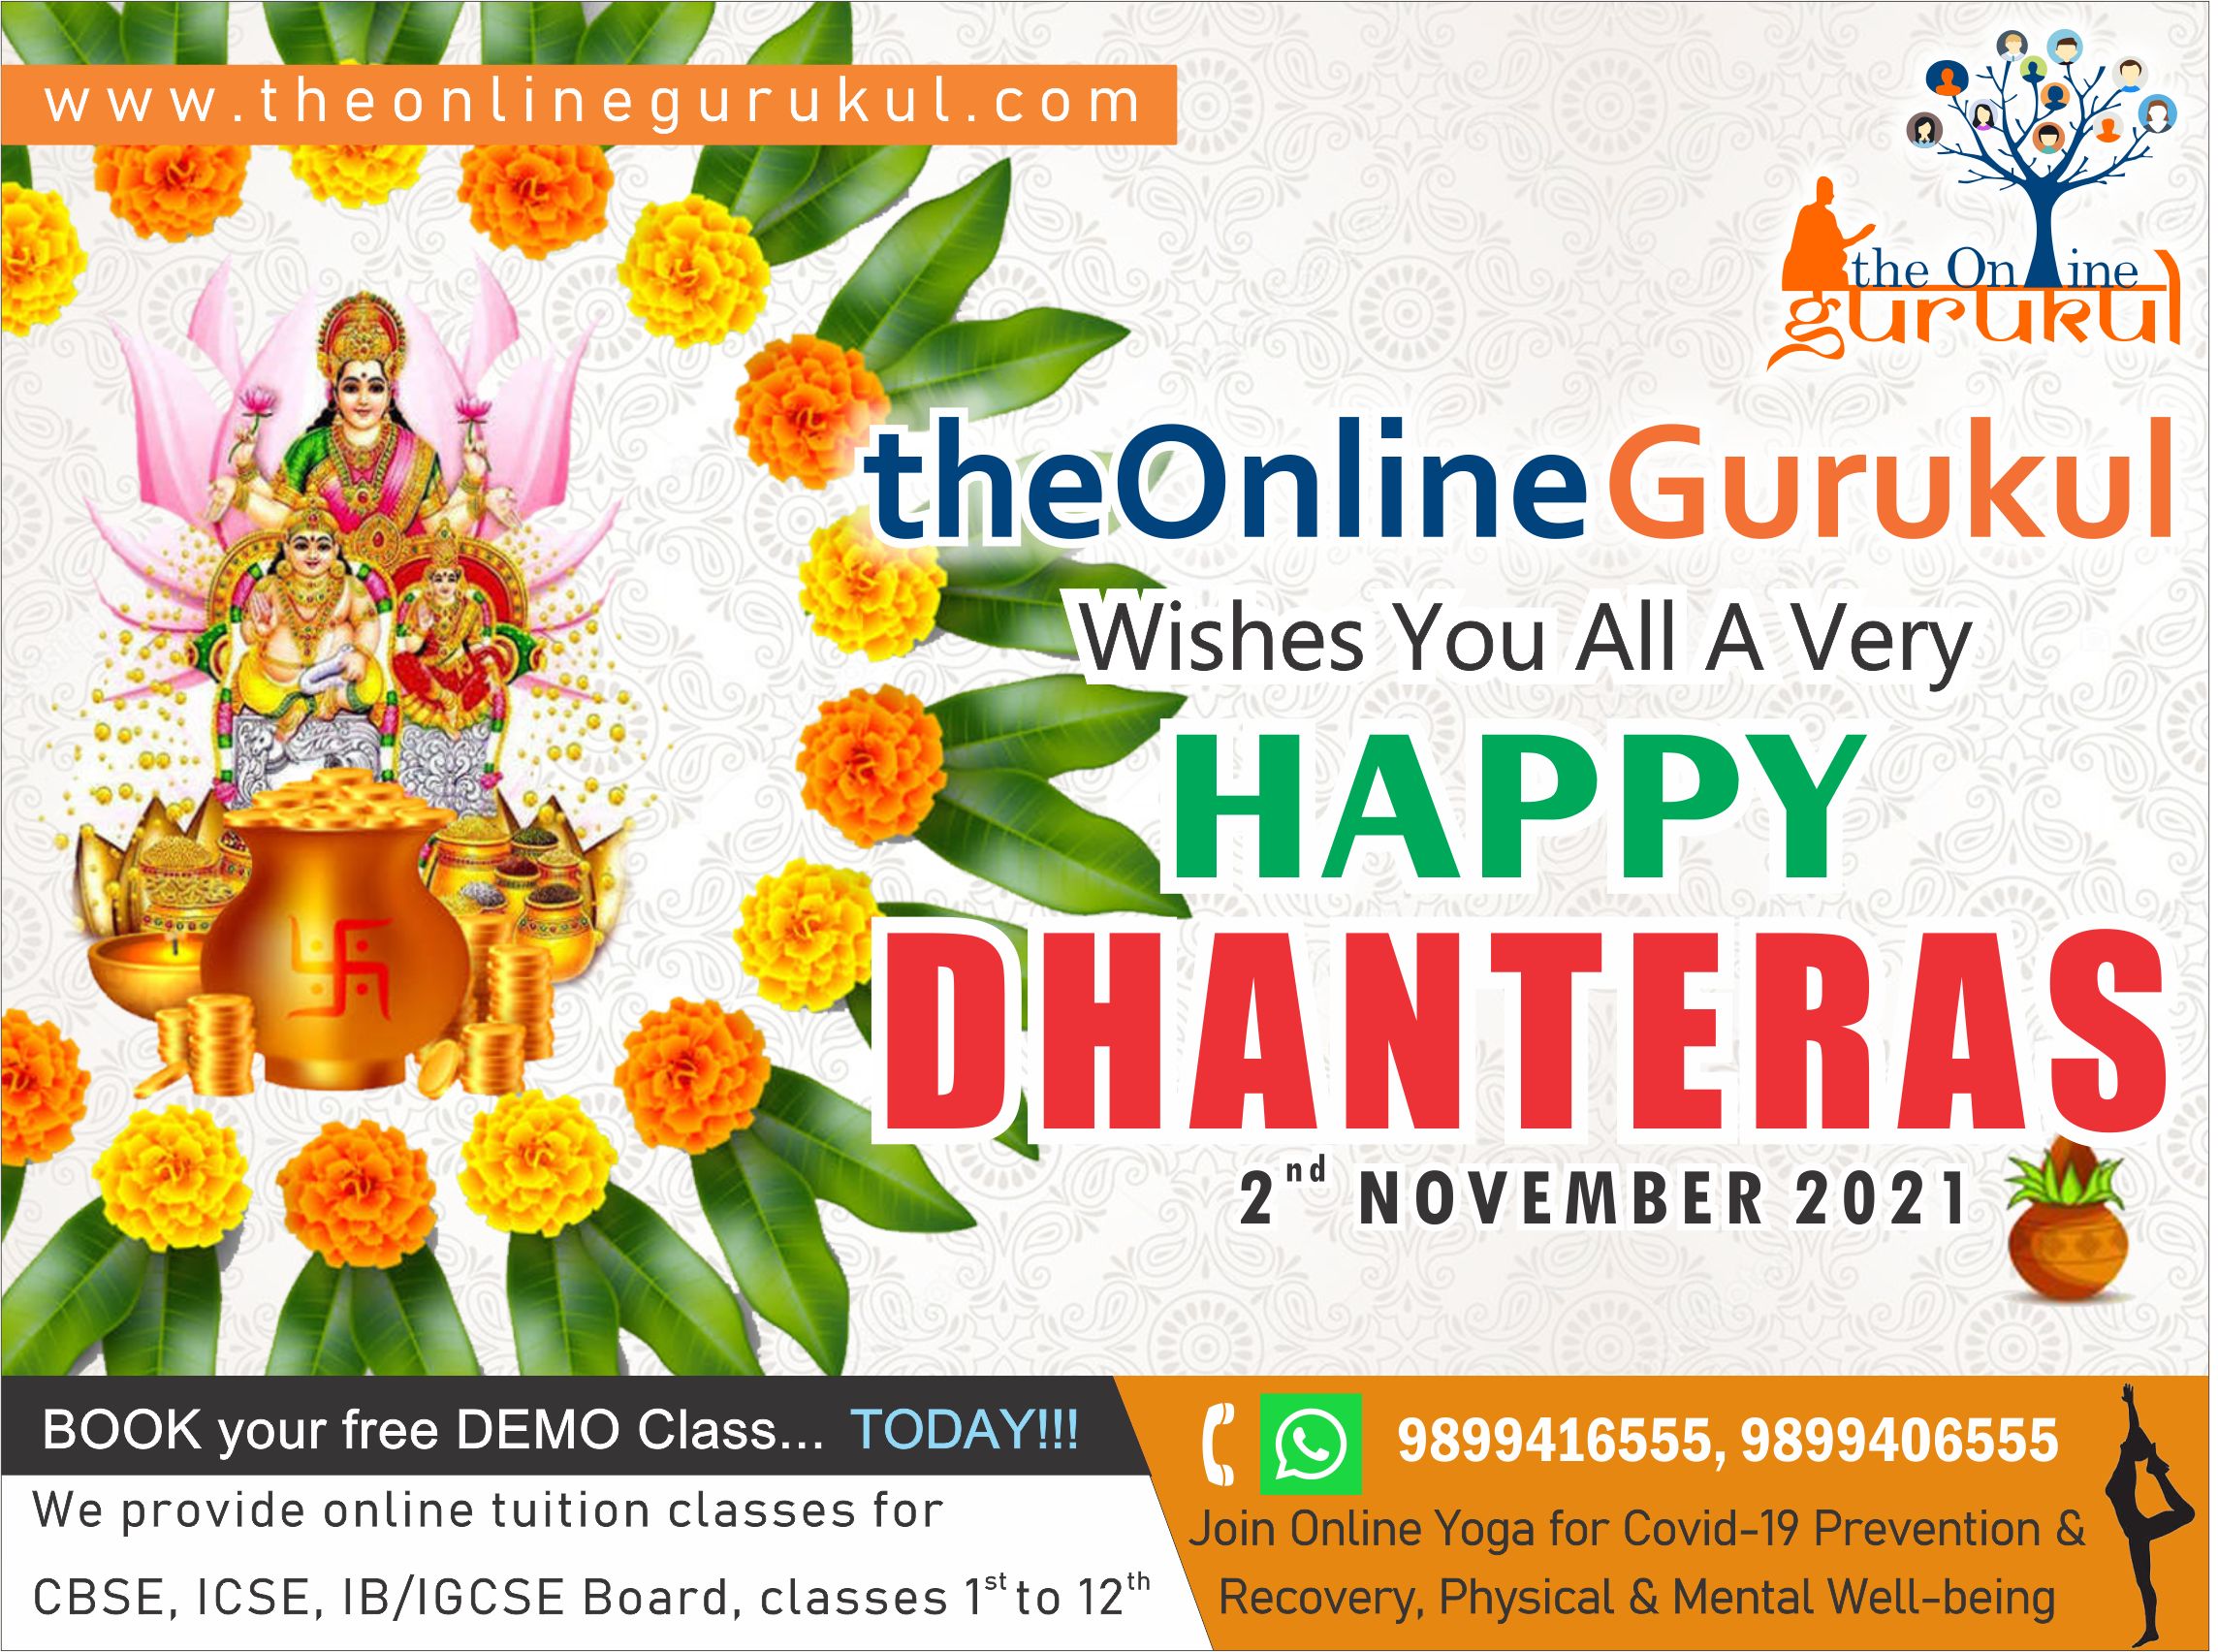 www.theonlinegurukul.com
the Online
gurukul
theOnlineGurukul
Wishes You All A Very
HAPPY
DHANTERAS
2nd NOVEMBER 2021
BOOK your free DEMO Class... TODAY!!!
We provide online tuition classes for
CBSE, ICSE, IB/IGCSE Board, classes 1st to 12th
9899416555, 9899406555
Join Online Yoga for Covid-19 Prevention &
Recovery, Physical & Mental Well-being